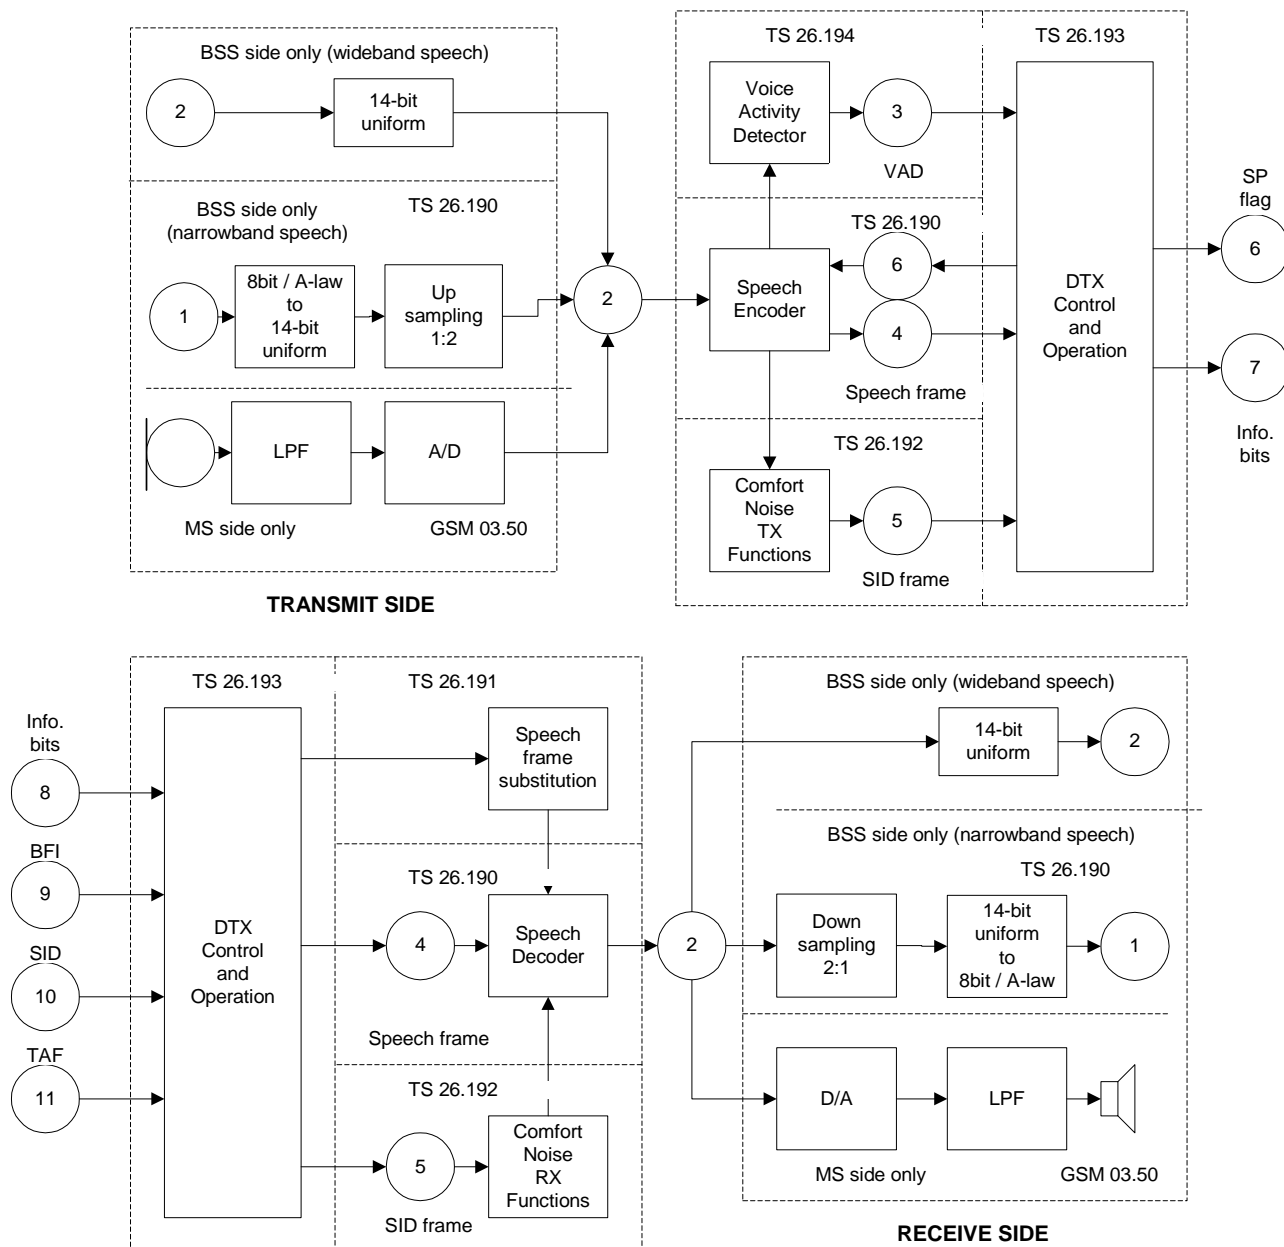 TS 26.194
TS 26.193
BSS side only (wideband speech)
2
14-bit
uniform
Voice
Activity
Detector
3
VAD
BSS side only
(narrowband speech)
TS 26.190
1
8bit / A-law
to
14-bit
uniform
Up
sampling
1:2
2
TS 26.190
Speech
Encoder
6
4
Speech frame
DTX
Control
and
Operation
SP
flag
6
7
Info.
bits
LPF
A/D
MS side only
GSM 03.50
TS 26.192
Comfort
Noise
TX
Functions
5
SID frame
TRANSMIT SIDE
TS 26.193
TS 26.191
Info.
bits
8
BFI
9
SID
10
TAF
11
DTX
Control
and
Operation
Speech
frame
substitution
TS 26.190
4
Speech
Decoder
Speech frame
TS 26.192
5
Comfort
Noise
RX
Functions
SID frame
2
BSS side only (wideband speech)
14-bit
uniform
2
BSS side only (narrowband speech)
TS 26.190
Down
sampling
2:1
14-bit
uniform
to
8bit / A-law
1
D/A
LPF
MS side only
GSM 03.50
RECEIVE SIDE